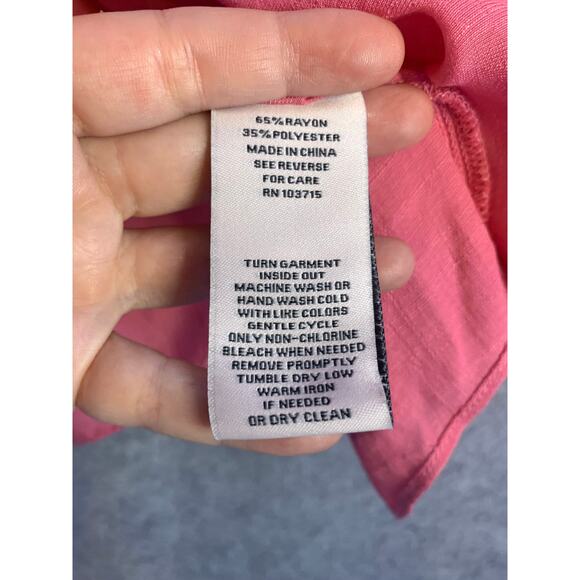 65% RAYON
35% POLYESTER
MADE IN CHINA
SEE REVERSE
FOR CARE
RN 103715
TURN GARMENT
INSIDE OUT
MACHINE WASH OR
HAND WASH COLD
WITH LIKE COLORS
GENTLE CYCLE
ONLY NON-CHLORINE
BLEACH WHEN NEEDED
REMOVE PROMPTLY
TUMBLE DRY LOW
WARM IRON
IF NEEDED
OR DRY CLEAN